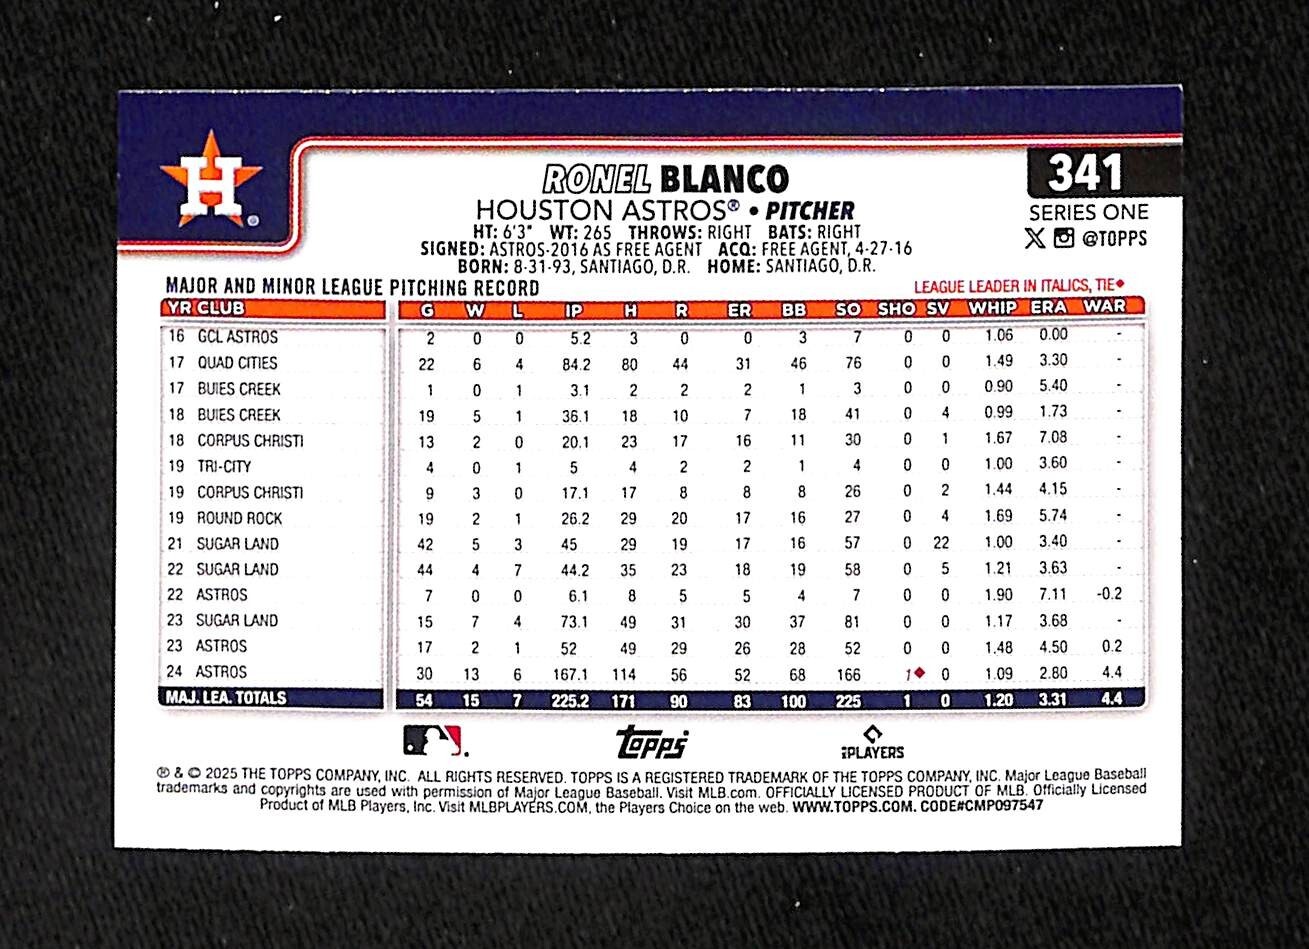 H
RONEL BLANCO
HOUSTON ASTROS® • PITCHER
HT: 6'3" WT: 265 THROWS: RIGHT BATS: RIGHT
SIGNED: ASTROS-2016 AS FREE AGENT ACQ: FREE AGENT, 4-27-16
BORN: 8-31-93, SANTIAGO, D.R. HOME: SANTIAGO, D.R.
341
SERIES ONE
X @TOPPS
MAJOR AND MINOR LEAGUE PITCHING RECORD LEAGUE LEADER IN ITALICS, TIE♦
YR CLUB G W L IP H R ER BB SO SHO SV WHIP ERA WAR
16 GCL ASTROS 2 0 0 5.2 3 0 0 3 7 0 0 1.06 0.00 -
17 QUAD CITIES 22 6 4 84.2 80 44 31 46 76 0 0 1.49 3.30 -
17 BUIES CREEK 1 0 1 3.1 2 2 2 1 3 0 0 0.90 5.40 -
18 BUIES CREEK 19 5 1 36.1 18 10 7 18 41 0 4 0.99 1.73 -
18 CORPUS CHRISTI 13 2 0 20.1 23 17 16 11 30 0 1 1.67 7.08 -
19 TRI-CITY 4 0 1 5 4 2 2 1 4 0 0 1.00 3.60 -
19 CORPUS CHRISTI 9 3 0 17.1 17 8 8 8 26 0 2 1.44 4.15 -
19 ROUND ROCK 19 2 1 26.2 29 20 17 16 27 0 4 1.69 5.74 -
21 SUGAR LAND 42 5 3 45 29 19 17 16 57 0 22 1.00 3.40 -
22 SUGAR LAND 44 4 7 44.2 35 23 18 19 58 0 5 1.21 3.63 -
22 ASTROS 7 0 0 6.1 8 5 5 4 7 0 0 1.90 7.11 -0.2
23 SUGAR LAND 15 7 4 73.1 49 31 30 37 81 0 0 1.17 3.68 -
23 ASTROS 17 2 1 52 49 29 26 28 52 0 0 1.48 4.50 0.2
24 ASTROS 30 13 6 167.1 114 56 52 68 166 1♦ 0 1.09 2.80 4.4
MAJ. LEA. TOTALS 54 15 7 225.2 171 90 83 100 225 1 0 1.20 3.31 4.4
Topps
PLAYERS
® & © 2025 THE TOPPS COMPANY, INC. ALL RIGHTS RESERVED. TOPPS IS A REGISTERED TRADEMARK OF THE TOPPS COMPANY, INC. Major League Baseball
trademarks and copyrights are used with permission of Major League Baseball. Visit MLB.com. OFFICIALLY LICENSED PRODUCT OF MLB. Officially Licensed
Product of MLB Players, Inc. Visit MLBPLAYERS.COM, the Players Choice on the web. WWW.TOPPS.COM. CODE#CMP097547